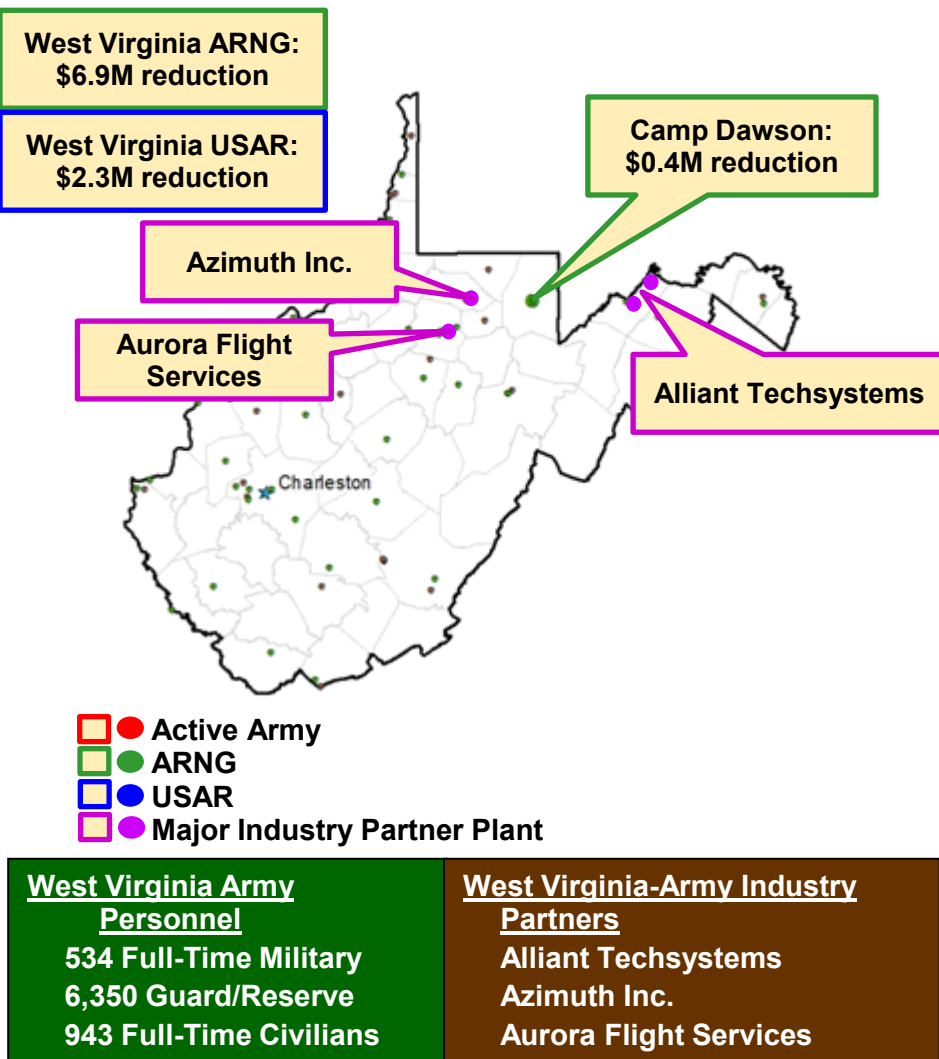 West Virginia ARNG:
$6.9M reduction
West Virginia USAR:
$2.3M reduction
Camp Dawson:
$0.4M reduction
Azimuth Inc.
Aurora Flight
Services
Alliant Techsystems
Charleston
Active Army
ARNG
USAR
Major Industry Partner Plant
West Virginia Army
Personnel
534 Full-Time Military
6,350 Guard/Reserve
943 Full-Time Civilians
West Virginia-Army Industry
Partners
Alliant Techsystems
Azimuth Inc.
Aurora Flight Services